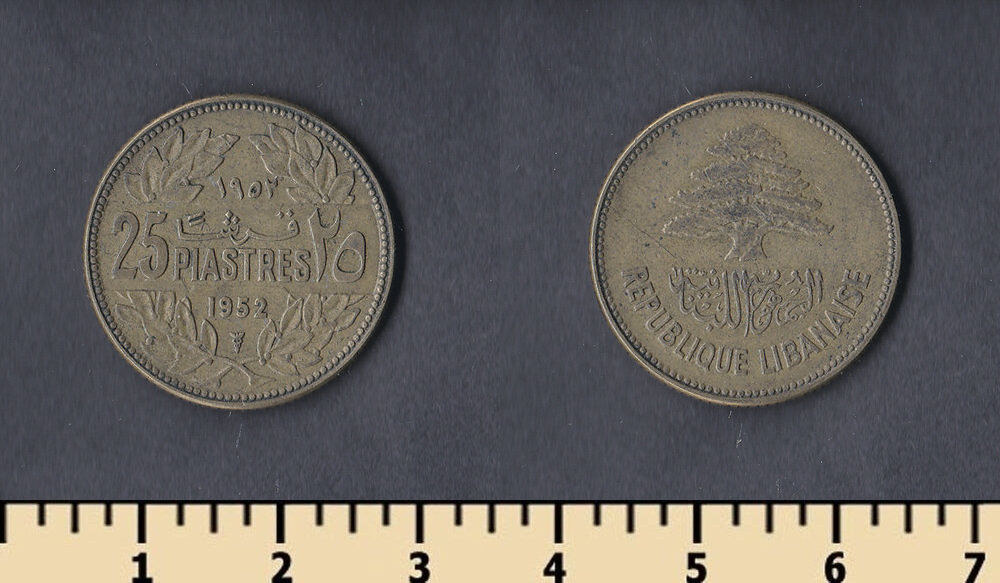 ١٩٥٢
25 قرشا ٢٥
PIASTRES
1952
الجمهورية اللبنانية
REPUBLIQUE LIBANAISE
1 2 3 4 5 6 7